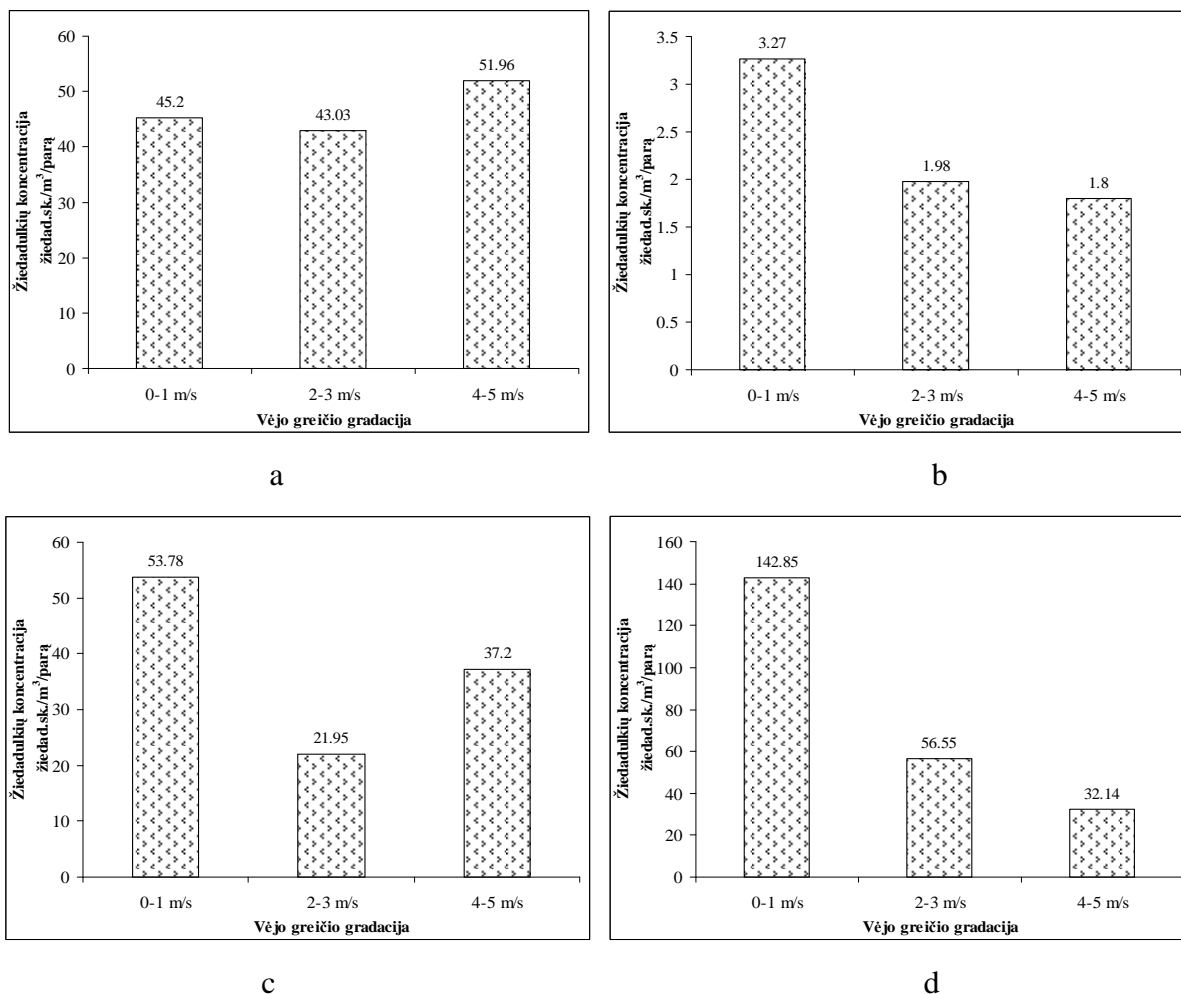 Žiedadulkių koncentracija
žiedad.sk./m³/parą
60
50
40
30
20
10
0
45.2
43.03
51.96
0-1 m/s
2-3 m/s
4-5 m/s
Vėjo greičio gradacija
a
Žiedadulkių koncentracija
žiedad.sk./m³/parą
3.5
3
2.5
2
1.5
1
0.5
0
3.27
1.98
1.8
0-1 m/s
2-3 m/s
4-5 m/s
Vėjo greičio gradacija
b
Žiedadulkių koncentracija
žiedad.sk./m³/parą
60
50
40
30
20
10
0
53.78
21.95
37.2
0-1 m/s
2-3 m/s
4-5 m/s
Vėjo greičio gradacija
c
Žiedadulkių koncentracija
žiedad.sk./m³/parą
160
140
120
100
80
60
40
20
0
142.85
56.55
32.14
0-1 m/s
2-3 m/s
4-5 m/s
Vėjo greičio gradacija
d